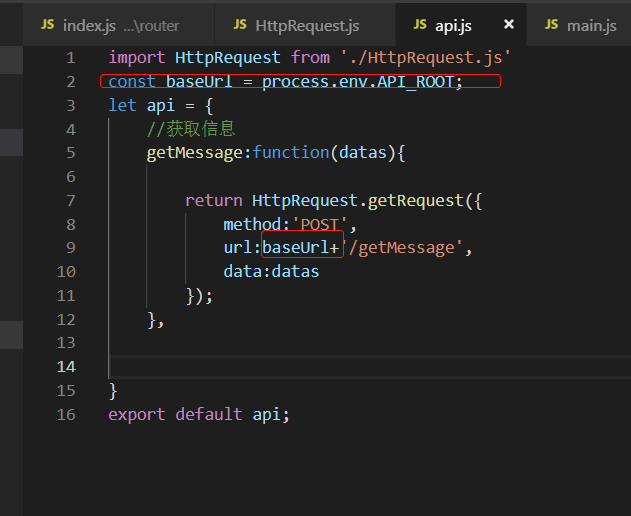 JS index.js ...\router JS HttpRequest.js JS api.js × JS main.js
1 import HttpRequest from './HttpRequest.js'
2 const baseUrl = process.env.API_ROOT;
3 let api = {
4 //获取信息
5 getMessage:function(datas){
6
7 return HttpRequest.getRequest({
8 method:'POST',
9 url:baseUrl+'/getMessage',
10 data:datas
11 });
12 },
13
14
15 }
16 export default api;